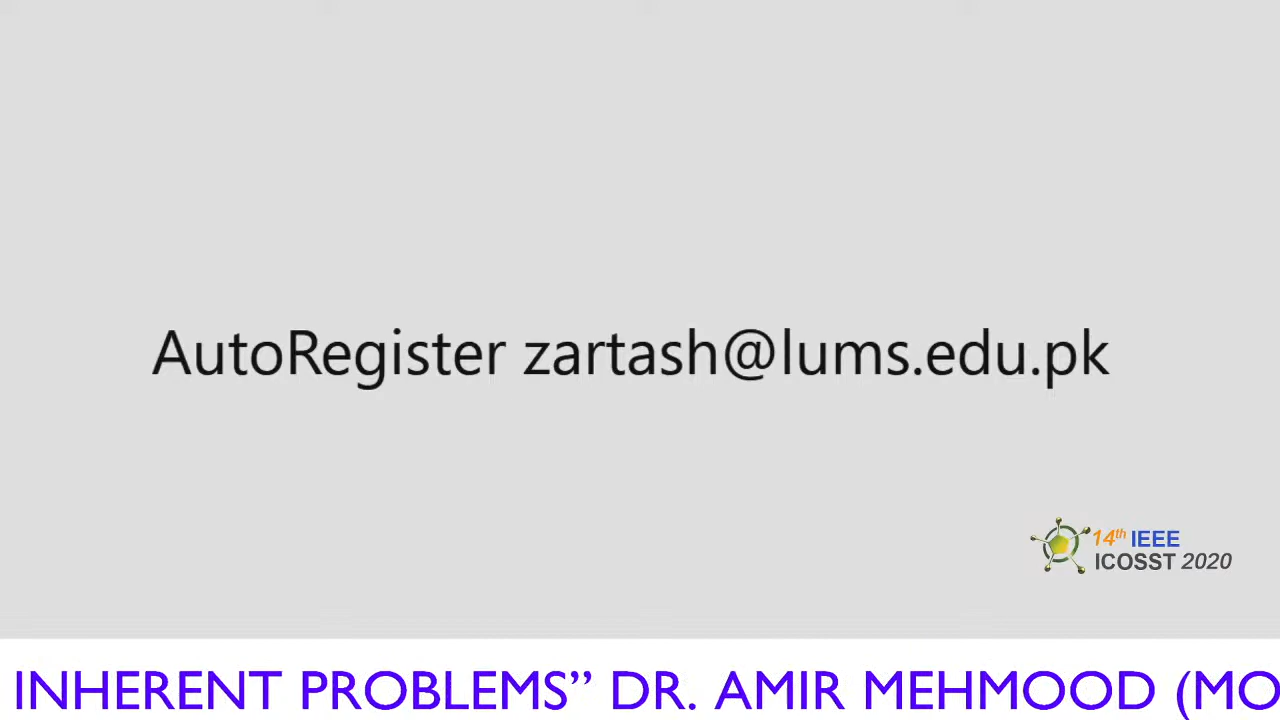 AutoRegister zartash@lums.edu.pk
14th IEEE
ICOSST 2020
INHERENT PROBLEMS” DR. AMIR MEHMOOD (MO